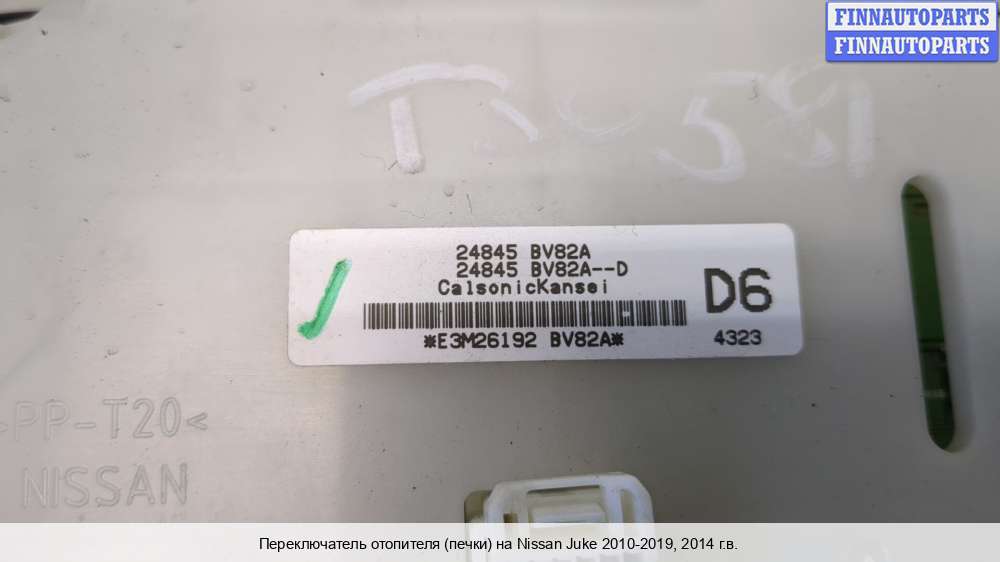 FINNAUTOPARTS
FINNAUTOPARTS
24845 BV82A
24845 BV82A--D
CalsonicKansei
D6
*E3M26192 BV82A*
4323
>PP-T20<
NISSAN
Переключатель отопителя (печки) на Nissan Juke 2010-2019, 2014 г.в.